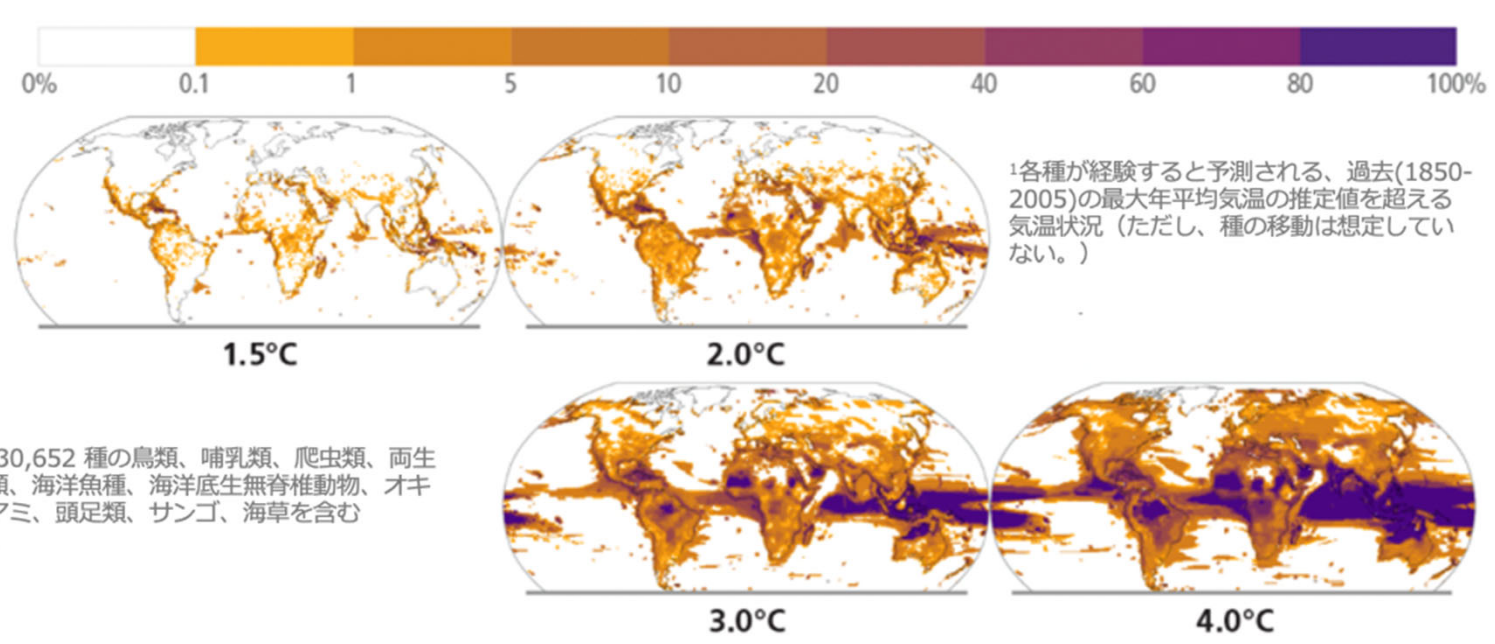 0% 0.1 1 5 10 20 40 60 80 100%
¹各種が経験すると予測される、過去(1850-
2005)の最大年平均気温の推定値を超える
気温状況（ただし、種の移動は想定してい
ない。）
1.5°C 2.0°C
30,652 種の鳥類、哺乳類、爬虫類、両生
類、海洋魚種、海洋底生無脊椎動物、オキ
アミ、頭足類、サンゴ、海草を含む
3.0°C 4.0°C